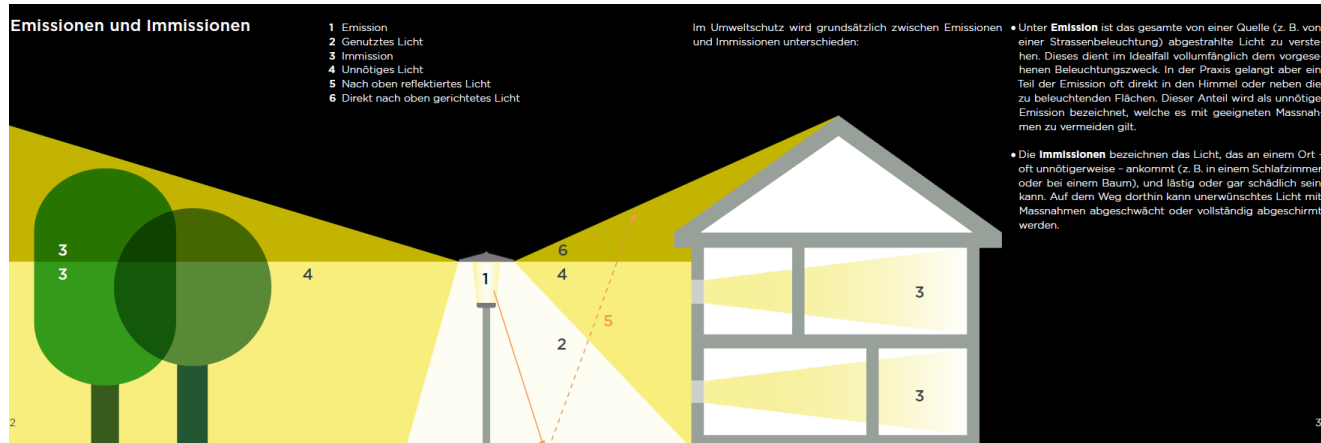 Emissionen und Immissionen
1 Emission
2 Genutztes Licht
3 Immission
4 Unnötiges Licht
5 Nach oben reflektiertes Licht
6 Direkt nach oben gerichtetes Licht
Im Umweltschutz wird grundsätzlich zwischen Emissionen
und Immissionen unterschieden:
• Unter Emission ist das gesamte von einer Quelle (z. B. von
einer Strassenbeleuchtung) abgestrahlte Licht zu verste-
hen. Dieses dient im Idealfall vollumfänglich dem vorgese-
henen Beleuchtungszweck. In der Praxis gelangt aber ein
Teil der Emission oft direkt in den Himmel oder neben die
zu beleuchtenden Flächen. Dieser Anteil wird als unnötige
Emission bezeichnet, welche es mit geeigneten Massnah-
men zu vermeiden gilt.
• Die Immissionen bezeichnen das Licht, das an einem Ort –
oft unnötigerweise – ankommt (z. B. in einem Schlafzimmer
oder bei einem Baum), und lästig oder gar schädlich sein
kann. Auf dem Weg dorthin kann unerwünschtes Licht mit
Massnahmen abgeschwächt oder vollständig abgeschirmt
werden.
3
3
4
1
6
4
5
2
3
3
2
3